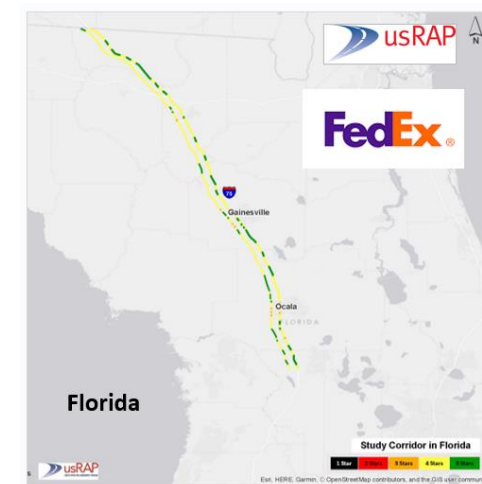 usRAP
N
FedEx®
Gainesville
Ocala
FLORIDA
Florida
Study Corridor in Florida
1 Star 2 Stars 3 Stars 4 Stars 5 Stars
usRAP
Esri, HERE, Garmin, © OpenStreetMap contributors, and the GIS user commun